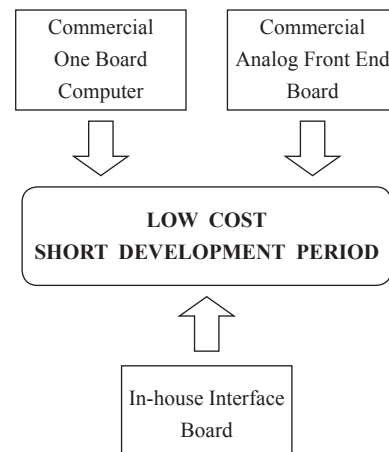 Commercial
One Board
Computer
Commercial
Analog Front End
Board
LOW COST
SHORT DEVELOPMENT PERIOD
In-house Interface
Board